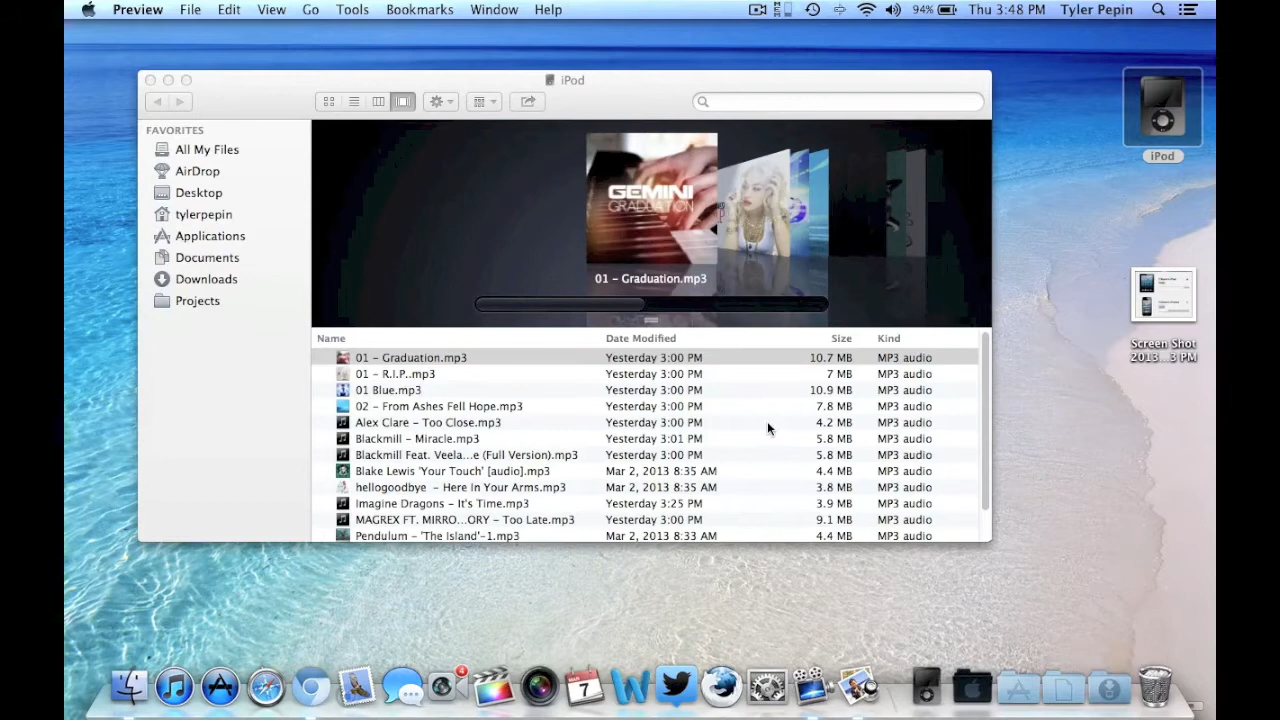 Preview File Edit View Go Tools Bookmarks Window Help 94% Thu 3:48 PM Tyler Pepin
iPod
FAVORITES
All My Files
AirDrop
Desktop
tylerpepin
Applications
Documents
Downloads
Projects
GEMINI
GRADUATION
01 – Graduation.mp3
Name Date Modified Size Kind
01 – Graduation.mp3 Yesterday 3:00 PM 10.7 MB MP3 audio
01 – R.I.P..mp3 Yesterday 3:00 PM 7 MB MP3 audio
01 Blue.mp3 Yesterday 3:00 PM 10.9 MB MP3 audio
02 – From Ashes Fell Hope.mp3 Yesterday 3:00 PM 7.8 MB MP3 audio
Alex Clare – Too Close.mp3 Yesterday 3:00 PM 4.2 MB MP3 audio
Blackmill – Miracle.mp3 Yesterday 3:01 PM 5.8 MB MP3 audio
Blackmill Feat. Veela...e (Full Version).mp3 Yesterday 3:00 PM 5.8 MB MP3 audio
Blake Lewis 'Your Touch' [audio].mp3 Mar 2, 2013 8:35 AM 4.4 MB MP3 audio
hellogoodbye – Here In Your Arms.mp3 Mar 2, 2013 8:35 AM 3.8 MB MP3 audio
Imagine Dragons – It's Time.mp3 Yesterday 3:25 PM 3.9 MB MP3 audio
MAGREX FT. MIRRO...ORY – Too Late.mp3 Yesterday 3:00 PM 9.1 MB MP3 audio
Pendulum – 'The Island'-1.mp3 Mar 2, 2013 8:33 AM 4.4 MB MP3 audio
iPod
Screen Shot
2013...3 PM
4
7